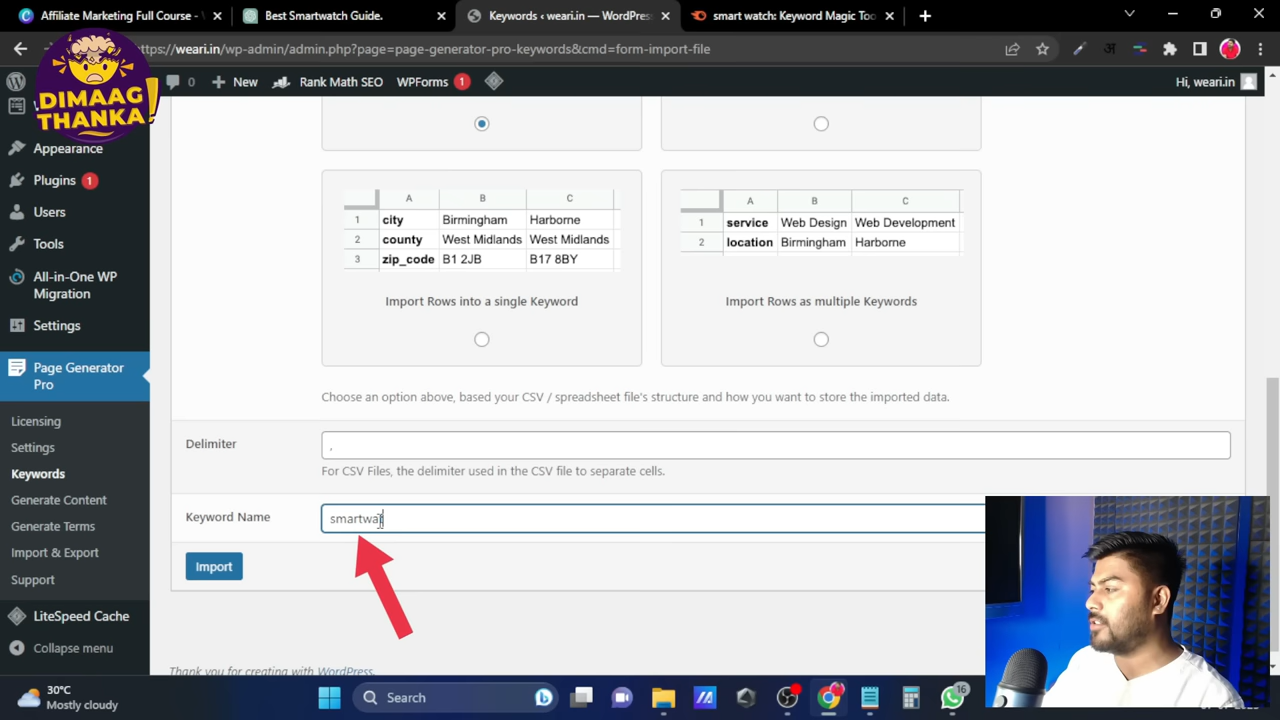 Affiliate Marketing Full Course -
Best Smartwatch Guide.
Keywords ‹ weari.in — WordPress
smart watch: Keyword Magic Too
https://weari.in/wp-admin/admin.php?page=page-generator-pro-keywords&cmd=form-import-file
अ
DIMAAG
THANKA!
0
New
Rank Math SEO
WPForms 1
Hi, weari.in
Appearance
Plugins 1
Users
Tools
All-in-One WP
Migration
Settings
Page Generator
Pro
Licensing
Settings
Keywords
Generate Content
Generate Terms
Import & Export
Support
LiteSpeed Cache
Collapse menu
A B C
1 city Birmingham Harborne
2 county West Midlands West Midlands
3 zip_code B1 2JB B17 8BY
Import Rows into a single Keyword
A B C
1 service Web Design Web Development
2 location Birmingham Harborne
Import Rows as multiple Keywords
Choose an option above, based your CSV / spreadsheet file's structure and how you want to store the imported data.
Delimiter
,
For CSV Files, the delimiter used in the CSV file to separate cells.
Keyword Name
smartwa
Import
Thank you for creating with WordPress.
30°C
Mostly cloudy
Search
16